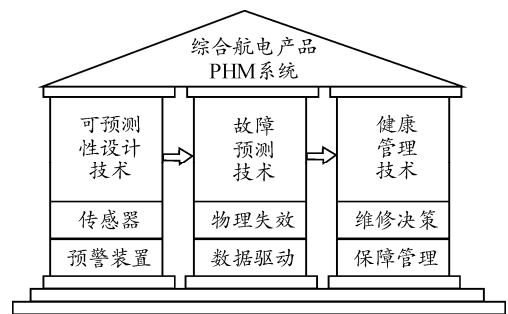 综合航电产品
PHM系统
可预测
性设计
技术
传感器
预警装置
故障
预测
技术
物理失效
数据驱动
健康
管理
技术
维修决策
保障管理